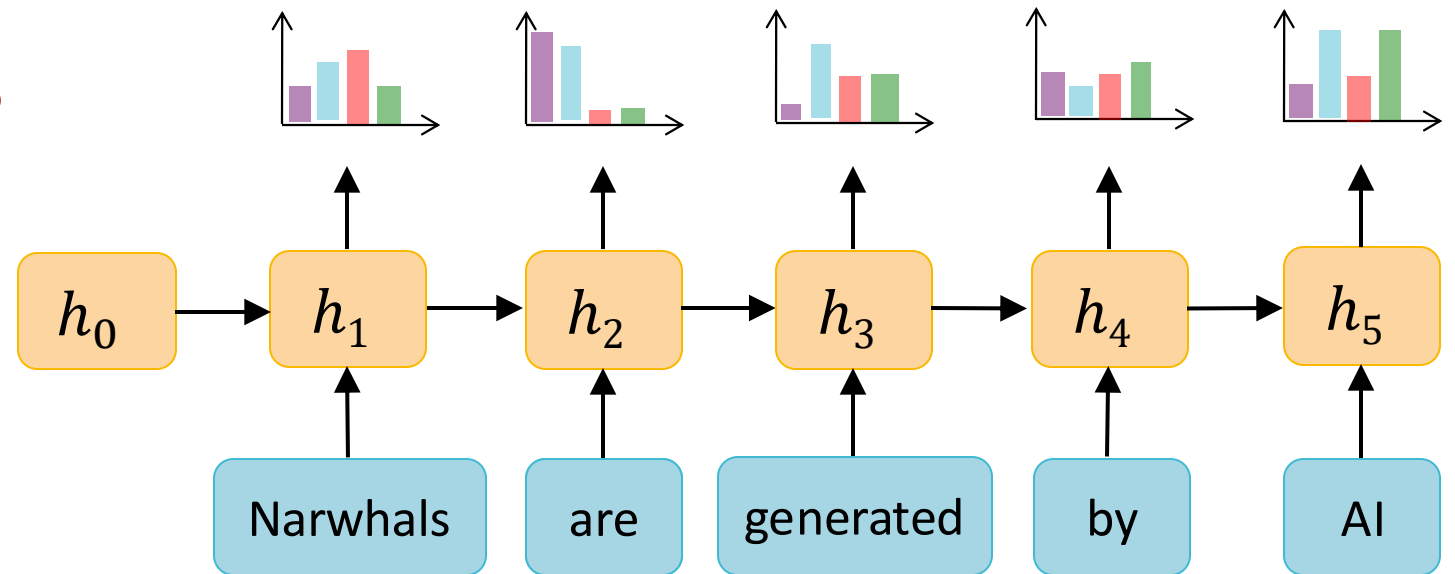 h₀ h₁ h₂ h₃ h₄ h₅
Narwhals are generated by AI